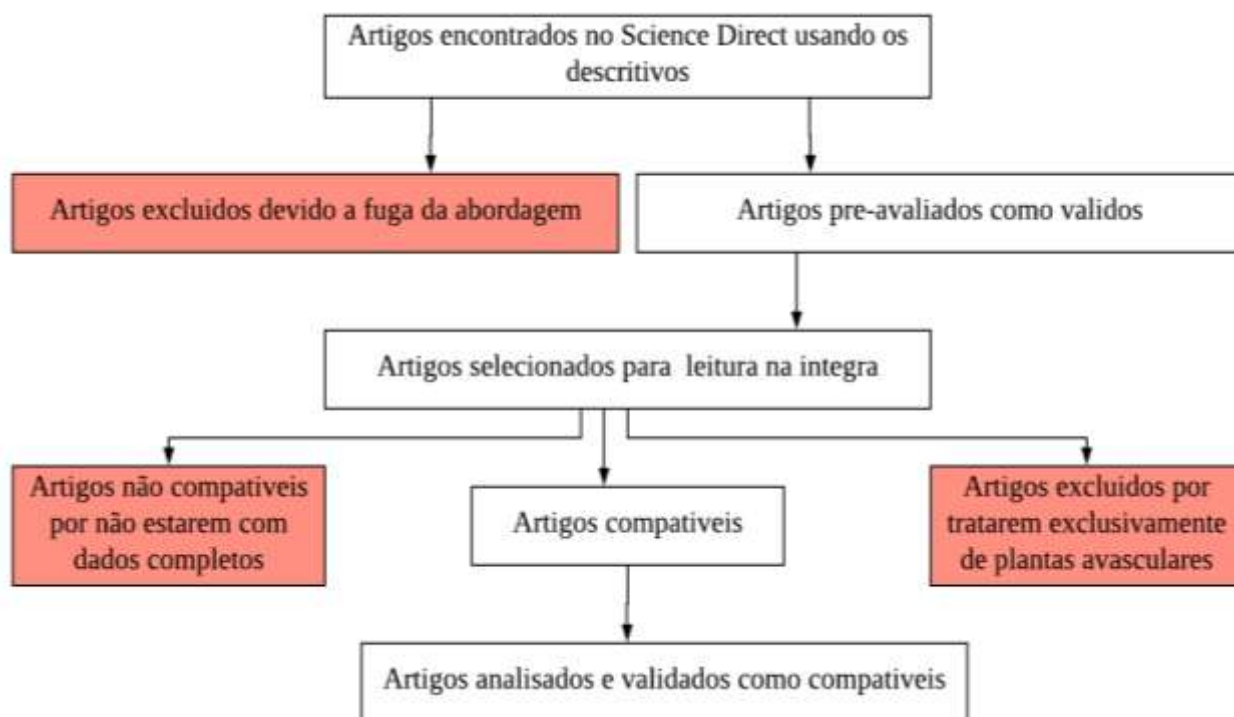 Artigos encontrados no Science Direct usando os
descritivos
Artigos excluidos devido a fuga da abordagem
Artigos pre-avaliados como validos
Artigos selecionados para leitura na integra
Artigos não compativeis
por não estarem com
dados completos
Artigos compativeis
Artigos excluidos por
tratarem exclusivamente
de plantas avasculares
Artigos analisados e validados como compativeis